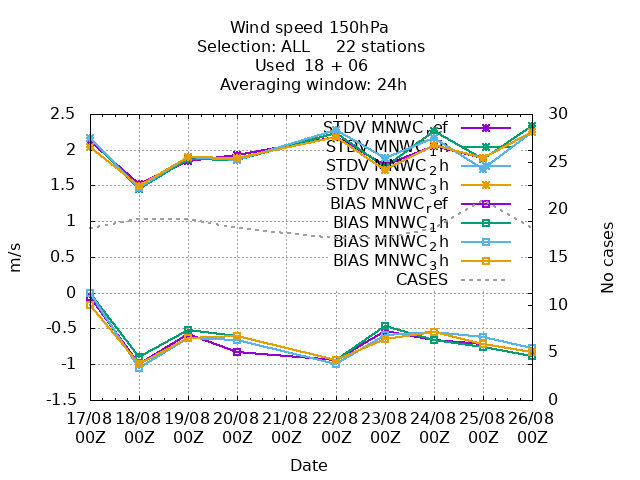 Wind speed 150hPa
Selection: ALL 22 stations
Used 18 + 06
Averaging window: 24h
2.5
2
1.5
1
0.5
0
-0.5
-1
-1.5
m/s
30
25
20
15
10
5
0
No cases
STDV MNWC_ref
STDV MNWC_1h
STDV MNWC_2h
STDV MNWC_3h
BIAS MNWC_ref
BIAS MNWC_1h
BIAS MNWC_2h
BIAS MNWC_3h
CASES
17/08 18/08 19/08 20/08 21/08 22/08 23/08 24/08 25/08 26/08
00Z 00Z 00Z 00Z 00Z 00Z 00Z 00Z 00Z 00Z
Date